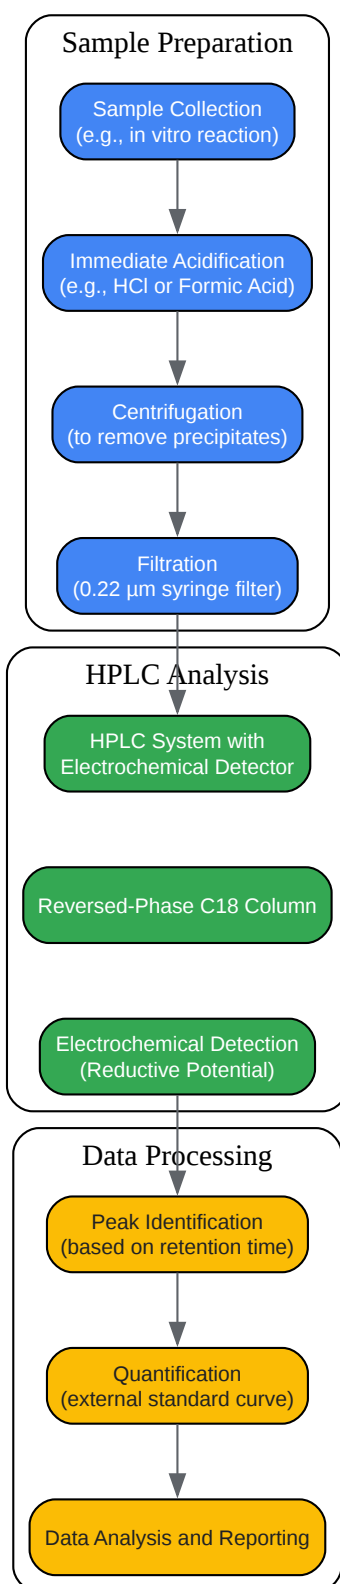 Sample Preparation
Sample Collection
(e.g., in vitro reaction)
Immediate Acidification
(e.g., HCl or Formic Acid)
Centrifugation
(to remove precipitates)
Filtration
(0.22 µm syringe filter)
HPLC Analysis
HPLC System with
Electrochemical Detector
Reversed-Phase C18 Column
Electrochemical Detection
(Reductive Potential)
Data Processing
Peak Identification
(based on retention time)
Quantification
(external standard curve)
Data Analysis and Reporting